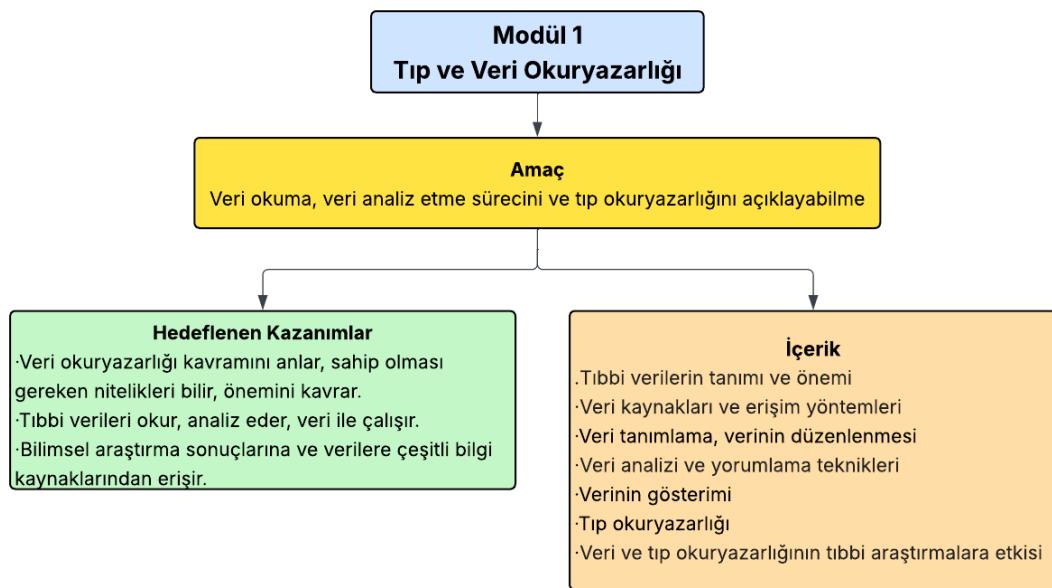 Modül 1
Tıp ve Veri Okuryazarlığı
Amaç
Veri okuma, veri analiz etme sürecini ve tıp okuryazarlığını açıklayabilme
Hedeflenen Kazanımlar
·Veri okuryazarlığı kavramını anlar, sahip olması
gereken nitelikleri bilir, önemini kavrar.
·Tıbbi verileri okur, analiz eder, veri ile çalışır.
·Bilimsel araştırma sonuçlarına ve verilere çeşitli bilgi
kaynaklarından erişir.
İçerik
.Tıbbi verilerin tanımı ve önemi
·Veri kaynakları ve erişim yöntemleri
·Veri tanımlama, verinin düzenlenmesi
·Veri analizi ve yorumlama teknikleri
·Verinin gösterimi
·Tıp okuryazarlığı
·Veri ve tıp okuryazarlığının tıbbi araştırmalara etkisi